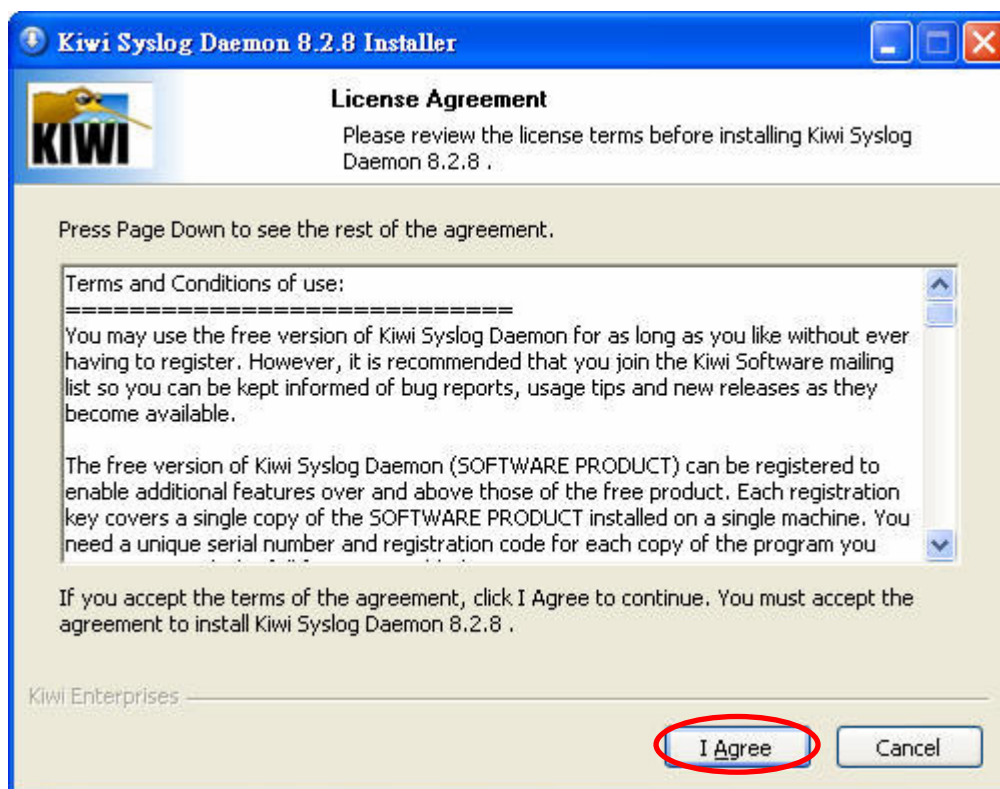 Kiwi Syslog Daemon 8.2.8 Installer
KIWI
License Agreement
Please review the license terms before installing Kiwi Syslog
Daemon 8.2.8 .
Press Page Down to see the rest of the agreement.
Terms and Conditions of use:
============================
You may use the free version of Kiwi Syslog Daemon for as long as you like without ever
having to register. However, it is recommended that you join the Kiwi Software mailing
list so you can be kept informed of bug reports, usage tips and new releases as they
become available.
The free version of Kiwi Syslog Daemon (SOFTWARE PRODUCT) can be registered to
enable additional features over and above those of the free product. Each registration
key covers a single copy of the SOFTWARE PRODUCT installed on a single machine. You
need a unique serial number and registration code for each copy of the program you
If you accept the terms of the agreement, click I Agree to continue. You must accept the
agreement to install Kiwi Syslog Daemon 8.2.8 .
Kiwi Enterprises
I Agree
Cancel